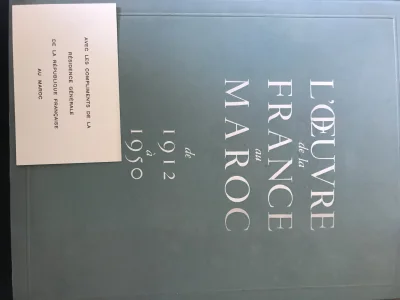 L'ŒUVRE
de la
FRANCE
au
MAROC
de
1912
à
1950
AVEC LES COMPLIMENTS DE LA
RÉSIDENCE GÉNÉRALE
DE LA RÉPUBLIQUE FRANÇAISE
AU MAROC